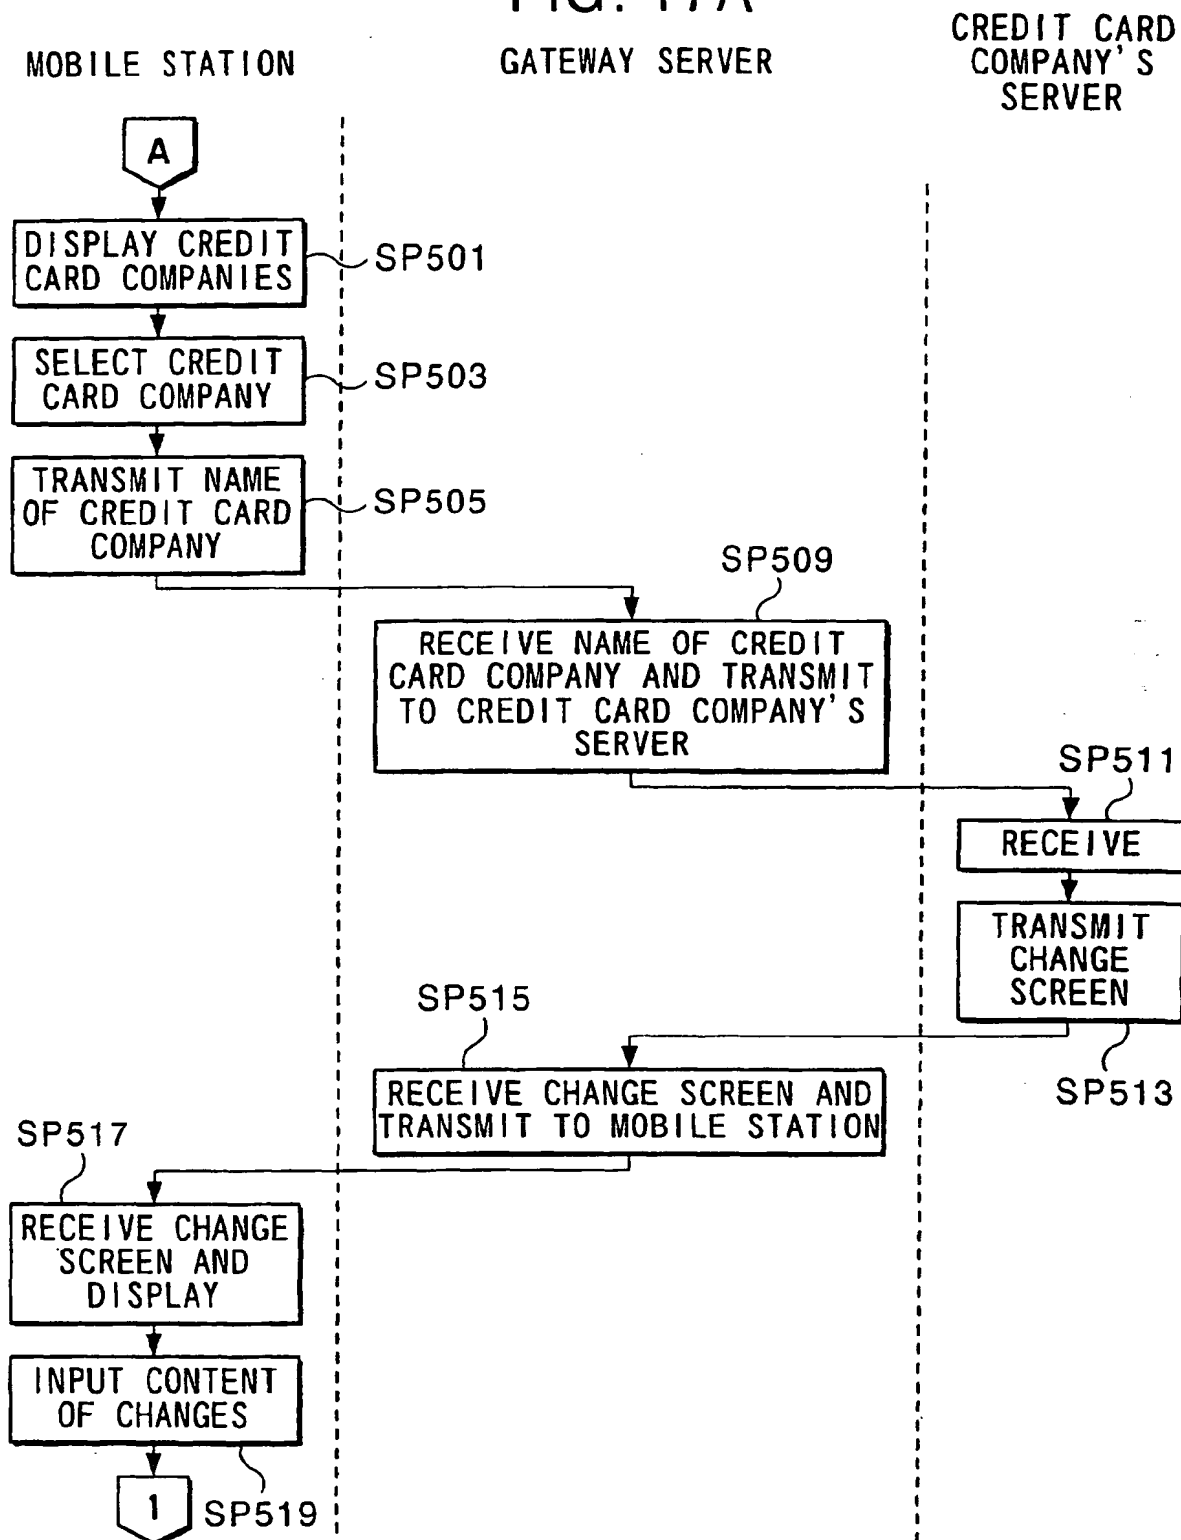 FIG. 17A
MOBILE STATION
GATEWAY SERVER
CREDIT CARD
COMPANY'S
SERVER
A
DISPLAY CREDIT
CARD COMPANIES
SP501
SELECT CREDIT
CARD COMPANY
SP503
TRANSMIT NAME
OF CREDIT CARD
COMPANY
SP505
SP509
RECEIVE NAME OF CREDIT
CARD COMPANY AND TRANSMIT
TO CREDIT CARD COMPANY'S
SERVER
SP511
RECEIVE
TRANSMIT
CHANGE
SCREEN
SP513
SP515
RECEIVE CHANGE SCREEN AND
TRANSMIT TO MOBILE STATION
SP517
RECEIVE CHANGE
SCREEN AND
DISPLAY
INPUT CONTENT
OF CHANGES
SP519
1